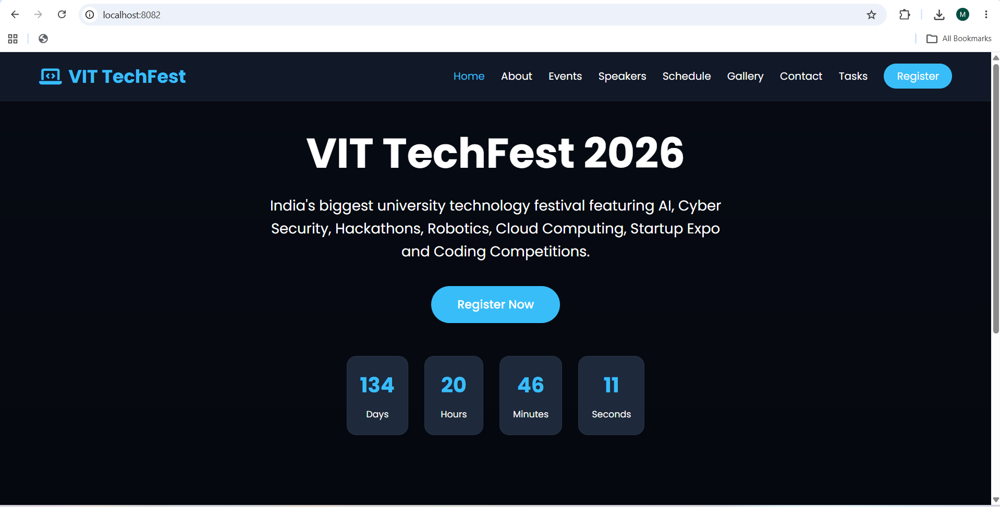 localhost:8082
M
All Bookmarks
VIT TechFest
Home About Events Speakers Schedule Gallery Contact Tasks Register
VIT TechFest 2026
India's biggest university technology festival featuring AI, Cyber
Security, Hackathons, Robotics, Cloud Computing, Startup Expo
and Coding Competitions.
Register Now
134 20 46 11
Days Hours Minutes Seconds